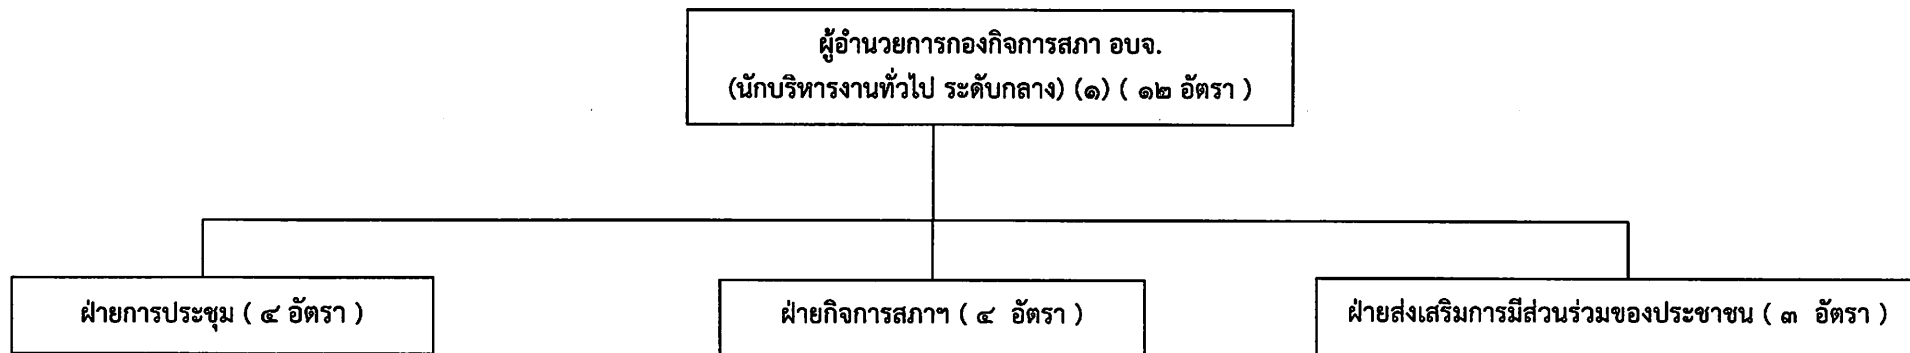 ผู้อำนวยการกองกิจการสภา อบจ.
(นักบริหารงานทั่วไป ระดับกลาง) (๑) ( ๑๒ อัตรา )
ฝ่ายการประชุม ( ๔ อัตรา )
ฝ่ายกิจการสภาฯ ( ๔ อัตรา )
ฝ่ายส่งเสริมการมีส่วนร่วมของประชาชน ( ๓ อัตรา )